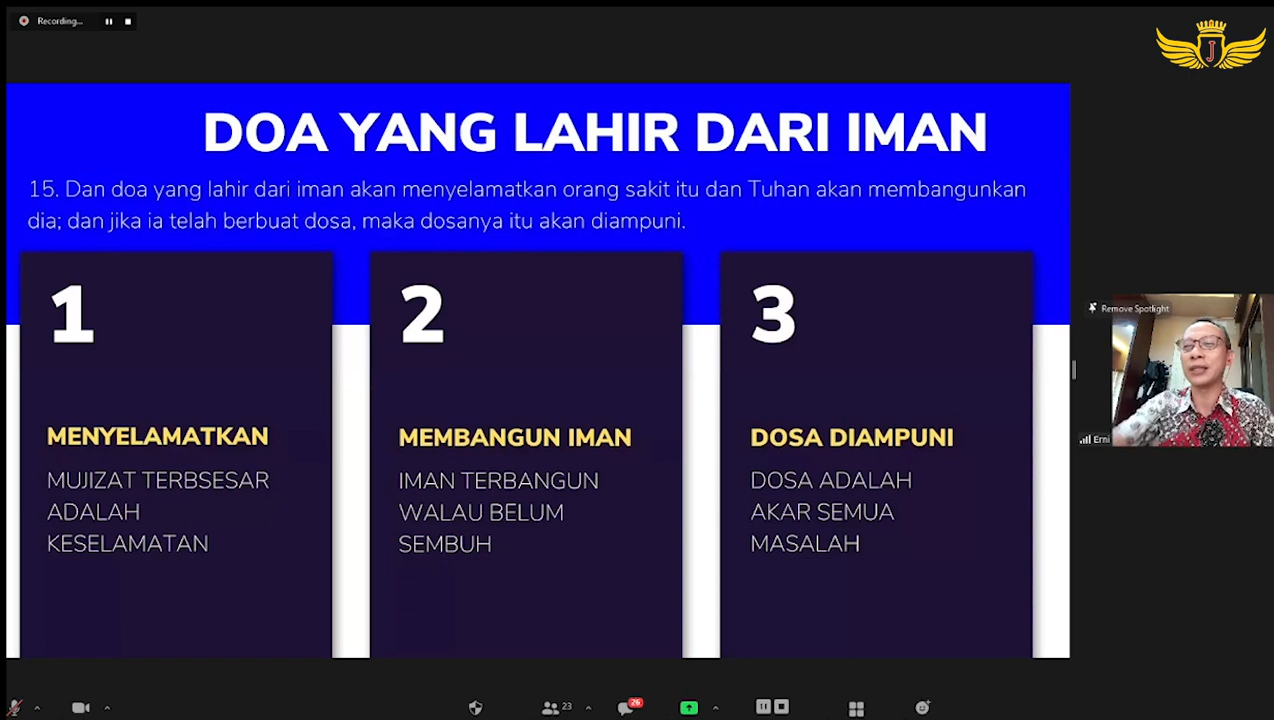 Recording...
J
DOA YANG LAHIR DARI IMAN
15. Dan doa yang lahir dari iman akan menyelamatkan orang sakit itu dan Tuhan akan membangunkan
dia; dan jika ia telah berbuat dosa, maka dosanya itu akan diampuni.
1
MENYELAMATKAN
MUJIZAT TERBSESAR
ADALAH
KESELAMATAN
2
MEMBANGUN IMAN
IMAN TERBANGUN
WALAU BELUM
SEMBUH
3
DOSA DIAMPUNI
DOSA ADALAH
AKAR SEMUA
MASALAH
Remove Spotlight
Erni
23
26